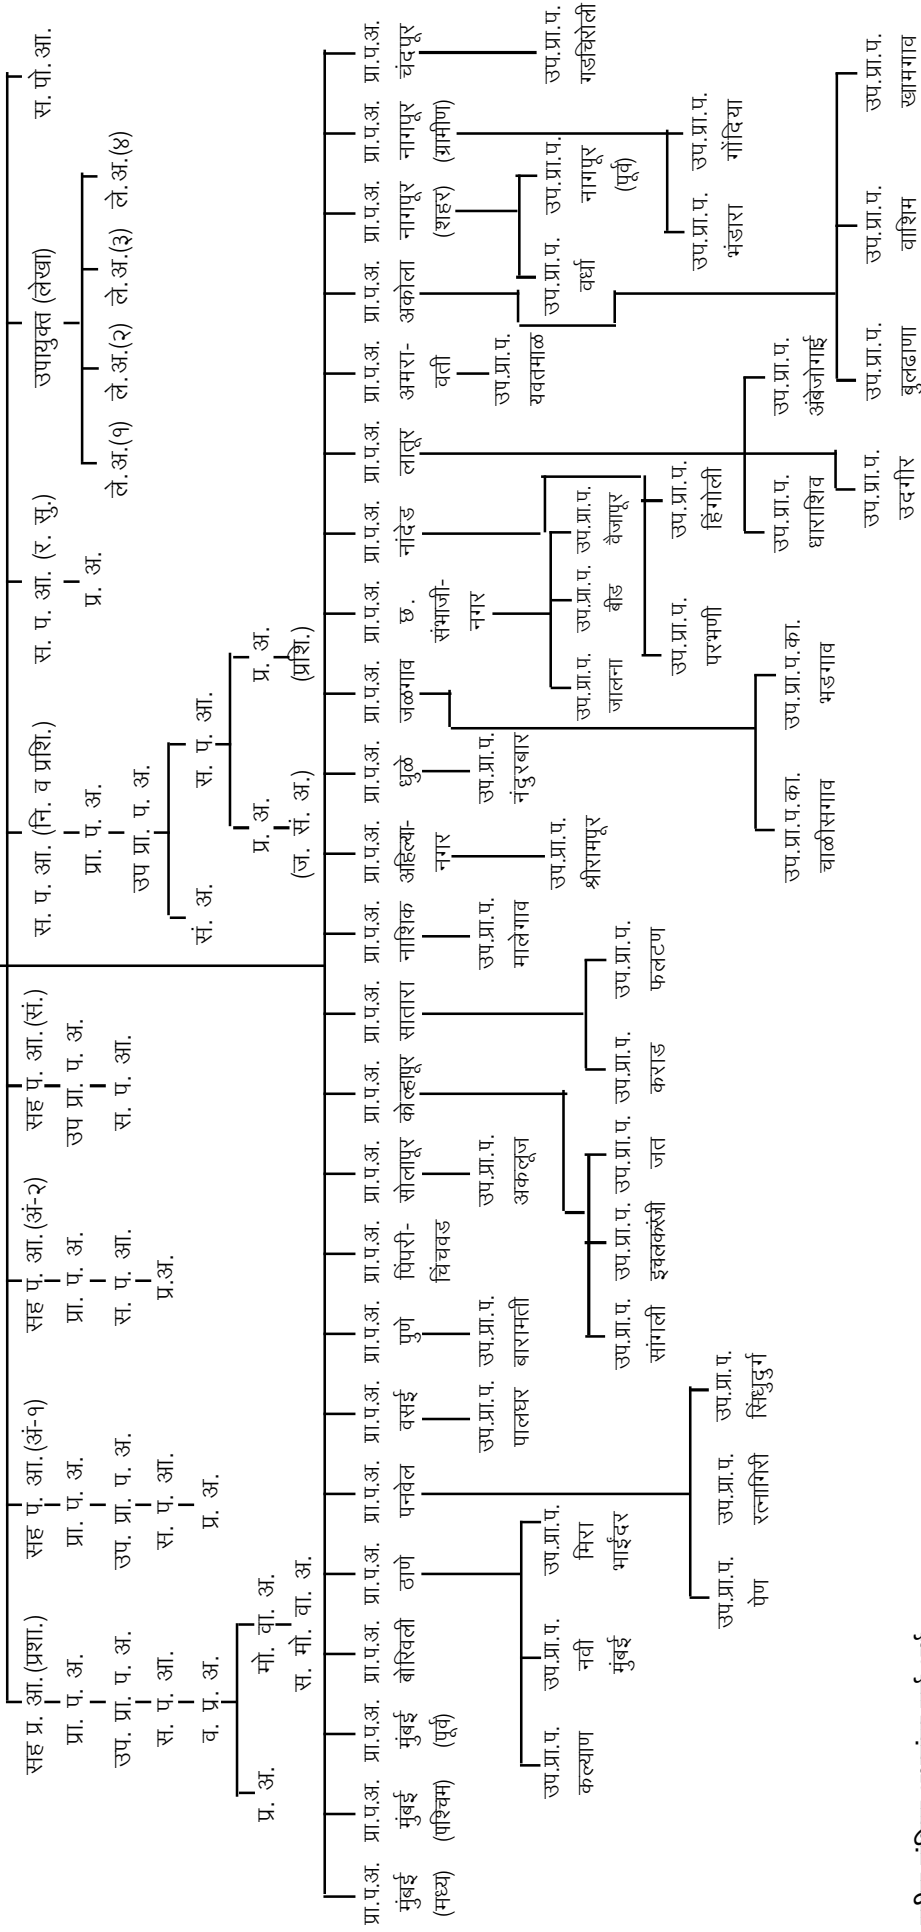 सह प्र. आ.(प्रशा.)
प्रा. प. अ.
उप. प्रा. प. अ.
स. प. आ.
व. प्र. अ.
प्र. अ.
मो. वा. अ.
स. मो. वा. अ.
सह प. आ.(अं-१)
प्रा. प. अ.
उप. प्रा. प. अ.
स. प. आ.
प्र. अ.
सह प. आ.(अं-२)
प्रा. प. अ.
स. प. आ.
प्र.अ.
सह प. आ.(सं.)
उप प्रा. प. अ.
स. प. आ.
स. प. आ. (नि. व प्रशि.)
प्रा. प. अ.
उप प्रा. प. अ.
सं. अ.
स. प. आ.
प्र. अ.
(ज. सं. अ.)
प्र. अ.
(प्रशि.)
स. प. आ. (र. सु.)
प्र. अ.
उपायुक्त (लेखा)
ले. अ.(१) ले. अ.(२) ले. अ.(३) ले. अ.(४)
स. पो. आ.
प्रा.प.अ.
मुंबई
(मध्य)
प्रा.प.अ.
मुंबई
(पश्चिम)
प्रा.प.अ.
मुंबई
(पूर्व)
प्रा.प.अ.
बोरिवली
प्रा.प.अ.
ठाणे
उप.प्रा.प.
कल्याण
उप.प्रा.प.
नवी
मुंबई
उप.प्रा.प.
मिरा
भाईंदर
प्रा.प.अ.
पनवेल
उप.प्रा.प.
पेण
उप.प्रा.प.
रत्नागिरी
उप.प्रा.प.
सिंधुदुर्ग
प्रा.प.अ.
वसई
उप.प्रा.प.
पालघर
प्रा.प.अ.
पुणे
उप.प्रा.प.
बारामती
प्रा.प.अ.
पिंपरी-
चिंचवड
प्रा.प.अ.
सोलापूर
उप.प्रा.प.
अकलूज
प्रा.प.अ.
कोल्हापूर
उप.प्रा.प.
सांगली
उप.प्रा.प.
इचलकरंजी
उप.प्रा.प.
जत
प्रा.प.अ.
सातारा
उप.प्रा.प.
कराड
उप.प्रा.प.
फलटण
प्रा.प.अ.
नाशिक
उप.प्रा.प.
मालेगाव
प्रा.प.अ.
अहिल्या-
नगर
उप.प्रा.प.
श्रीरामपूर
प्रा.प.अ.
धुळे
उप.प्रा.प.
नंदुरबार
प्रा.प.अ.
जळगाव
उप.प्रा.प.का.
चाळीसगाव
उप.प्रा.प.का.
भडगाव
प्रा.प.अ.
छ.
संभाजी-
नगर
उप.प्रा.प.
जालना
उप.प्रा.प.
बीड
उप.प्रा.प.
वैजापूर
प्रा.प.अ.
नांदेड
उप.प्रा.प.
परभणी
उप.प्रा.प.
हिंगोली
प्रा.प.अ.
लातूर
उप.प्रा.प.
धाराशिव
उप.प्रा.प.
अंबेजोगाई
उप.प्रा.प.
उदगीर
प्रा.प.अ.
अमरा-
वती
उप.प्रा.प.
यवतमाळ
प्रा.प.अ.
अकोला
उप.प्रा.प.
बुलढाणा
उप.प्रा.प.
वाशिम
उप.प्रा.प.
खामगाव
प्रा.प.अ.
नागपूर
(शहर)
उप.प्रा.प.
वर्धा
उप.प्रा.प.
नागपूर
(पूर्व)
प्रा.प.अ.
नागपूर
(ग्रामीण)
उप.प्रा.प.
भंडारा
उप.प्रा.प.
गोंदिया
प्रा.प.अ.
चंद्रपूर
उप.प्रा.प.
गडचिरोली